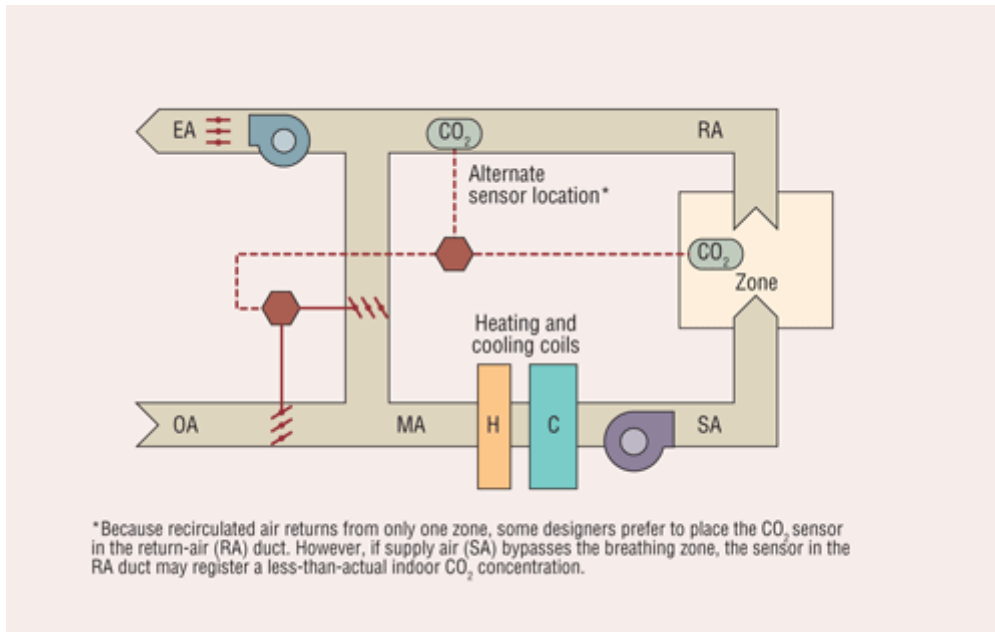 EA
CO₂
RA
Alternate
sensor location*
CO₂
Zone
Heating and
cooling coils
OA
MA
H
C
SA
*Because recirculated air returns from only one zone, some designers prefer to place the CO₂ sensor
in the return-air (RA) duct. However, if supply air (SA) bypasses the breathing zone, the sensor in the
RA duct may register a less-than-actual indoor CO₂ concentration.